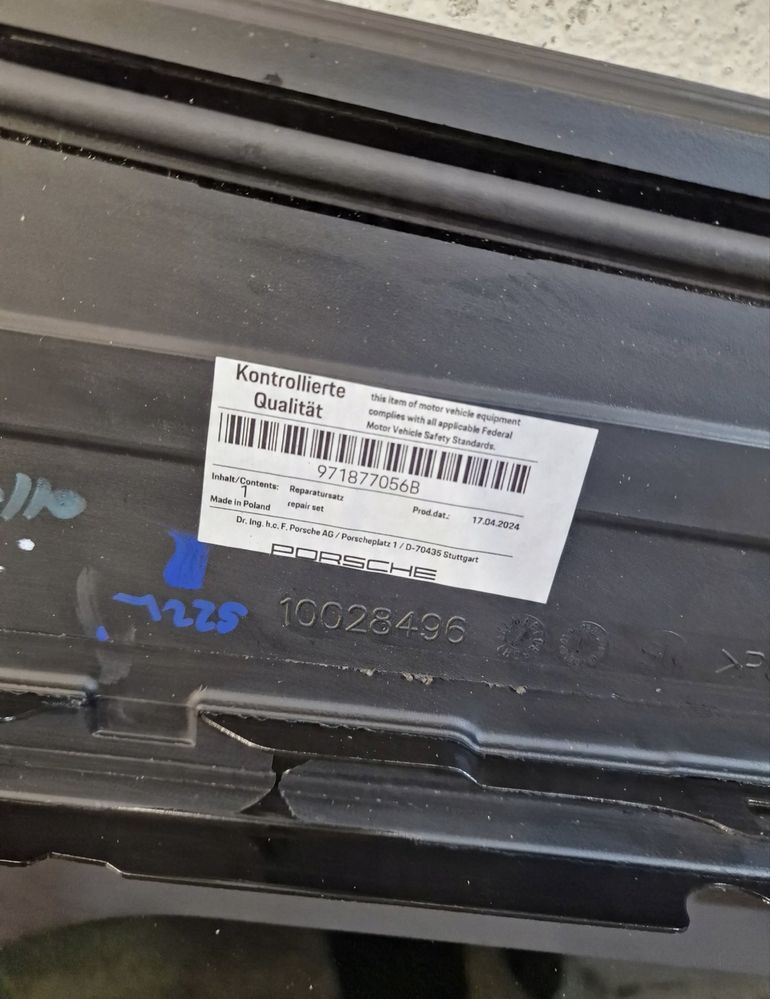 Kontrollierte
Qualität
this item of motor vehicle equipment
complies with all applicable Federal
Motor Vehicle Safety Standards.
971877056B
Inhalt/Contents:
1
Reparatursatz
repair set
Prod.dat.: 17.04.2024
Made in Poland
Dr. Ing. h.c. F. Porsche AG / Porscheplatz 1 / D-70435 Stuttgart
PORSCHE
1225
10028496